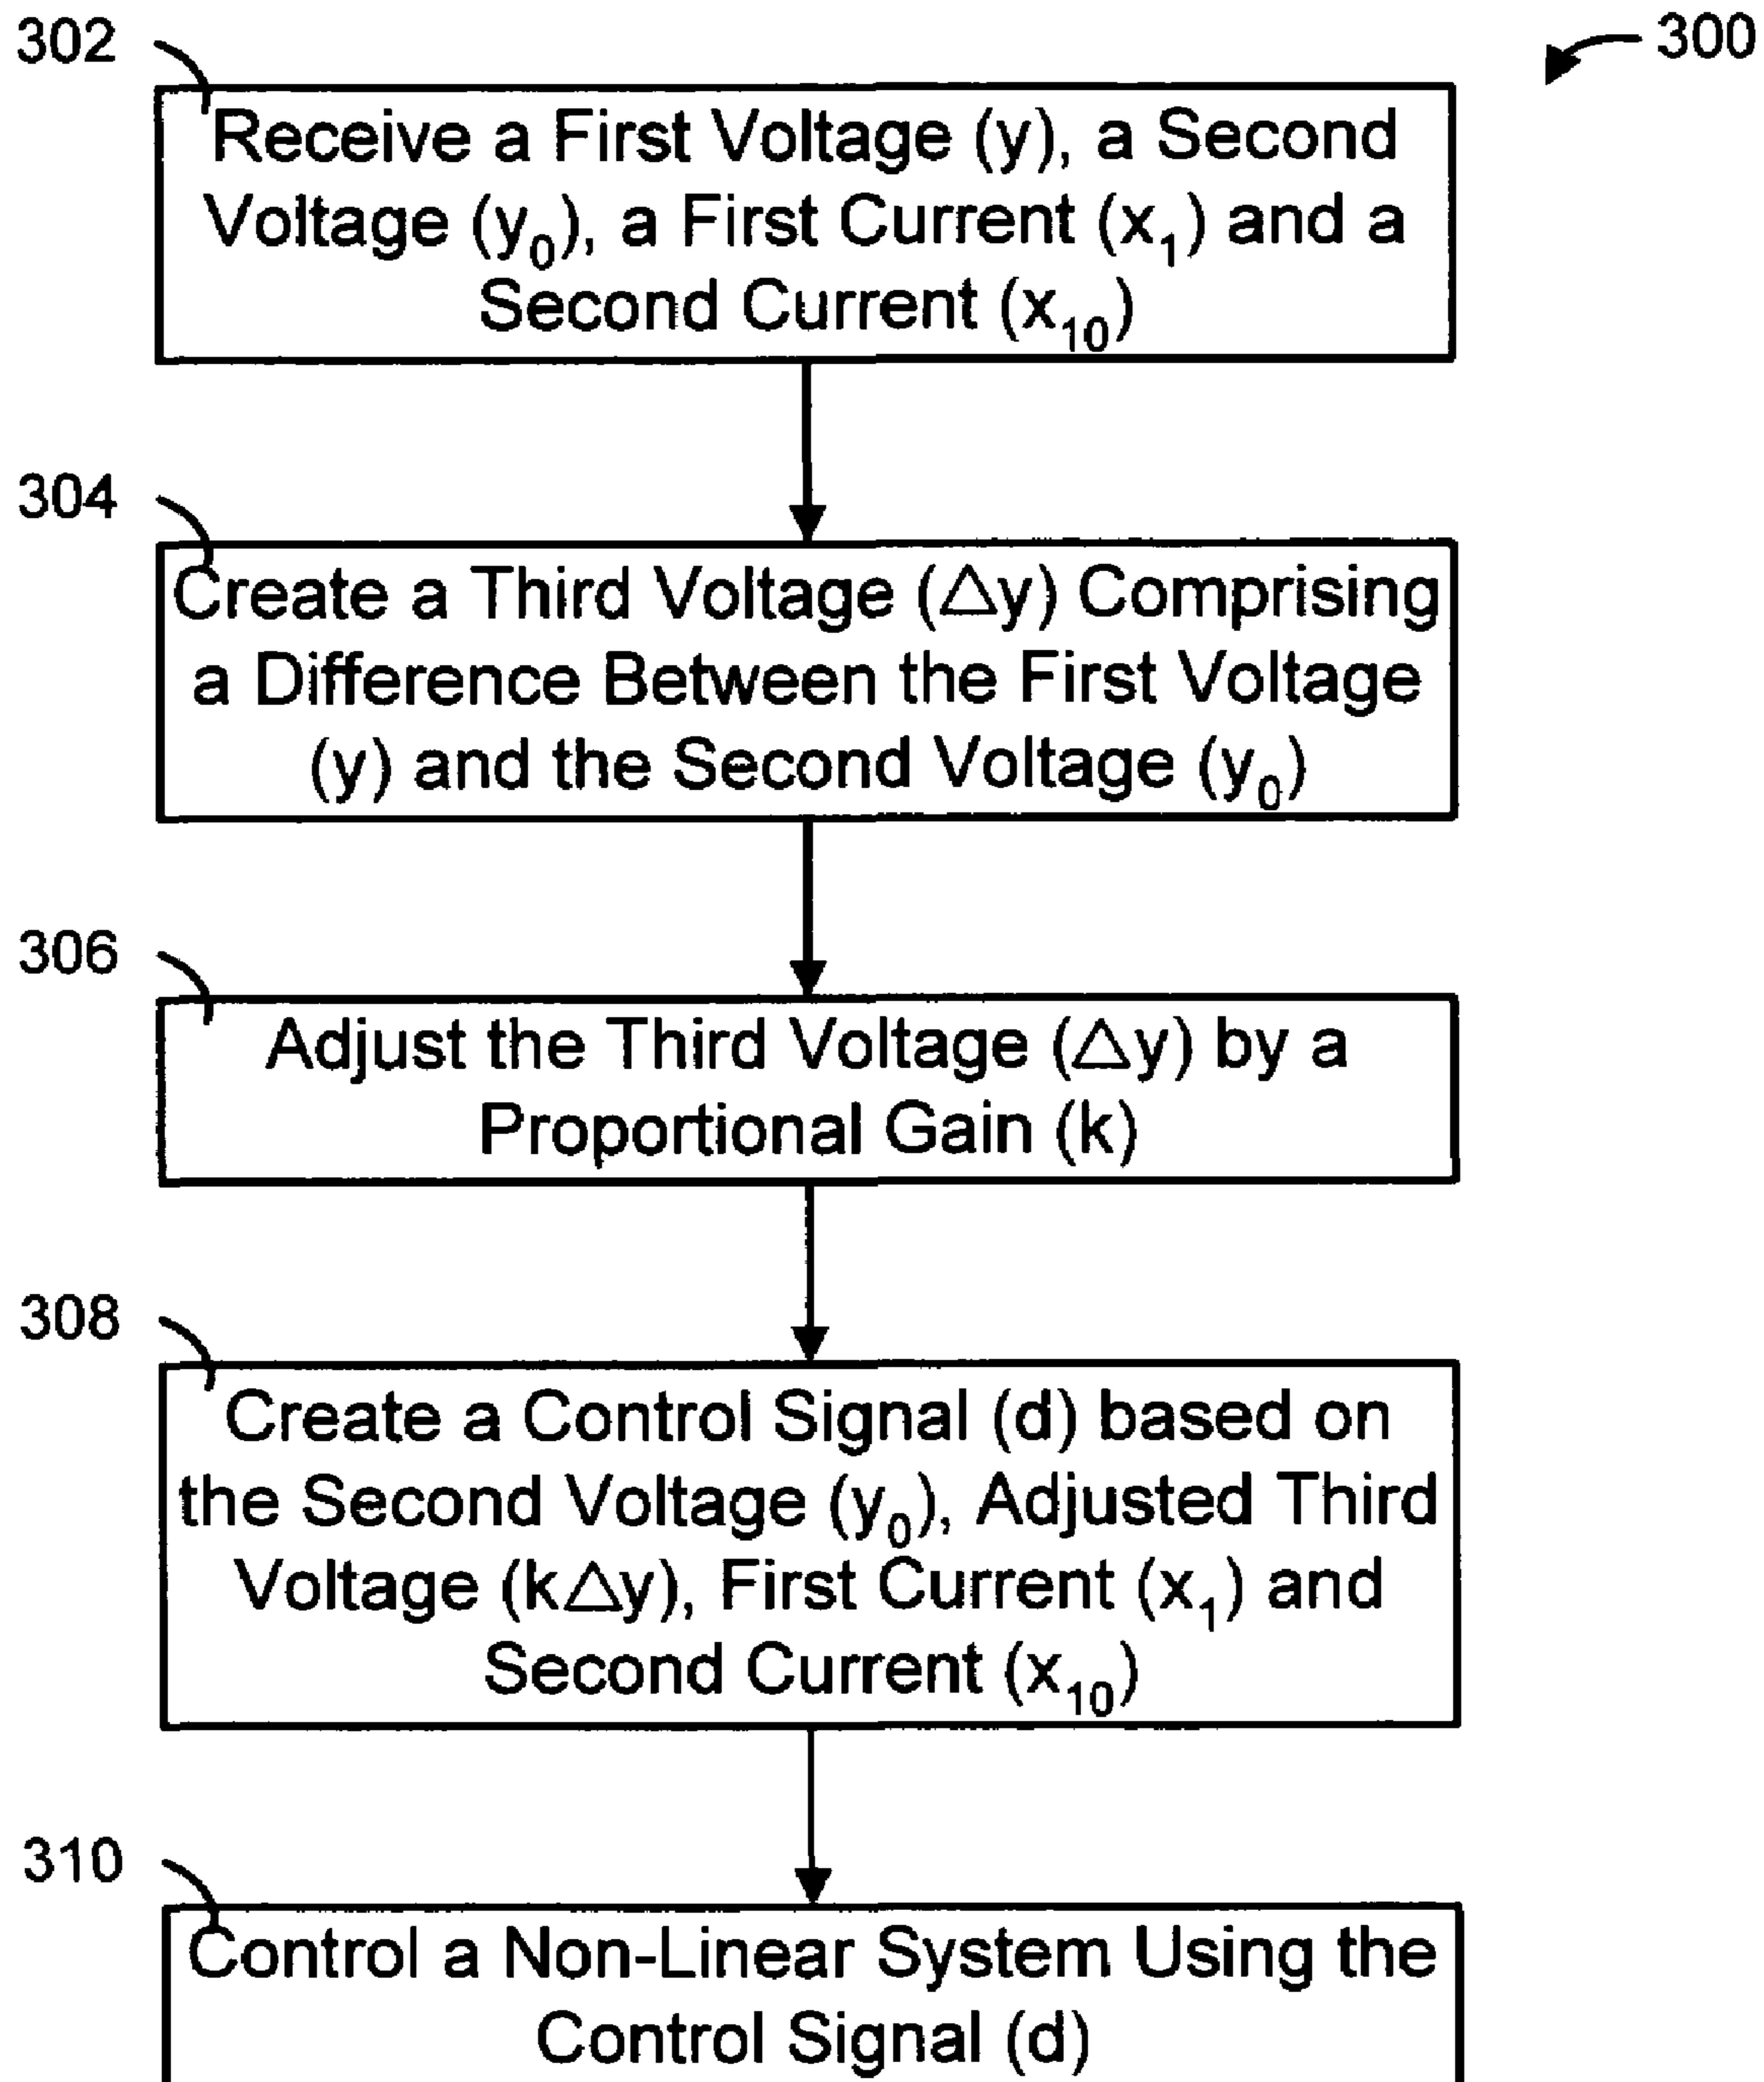 302
300
Receive a First Voltage (y), a Second
Voltage (y₀), a First Current (x₁) and a
Second Current (x₁₀)
304
Create a Third Voltage (△y) Comprising
a Difference Between the First Voltage
(y) and the Second Voltage (y₀)
306
Adjust the Third Voltage (△y) by a
Proportional Gain (k)
308
Create a Control Signal (d) based on
the Second Voltage (y₀), Adjusted Third
Voltage (k△y), First Current (x₁) and
Second Current (x₁₀)
310
Control a Non-Linear System Using the
Control Signal (d)